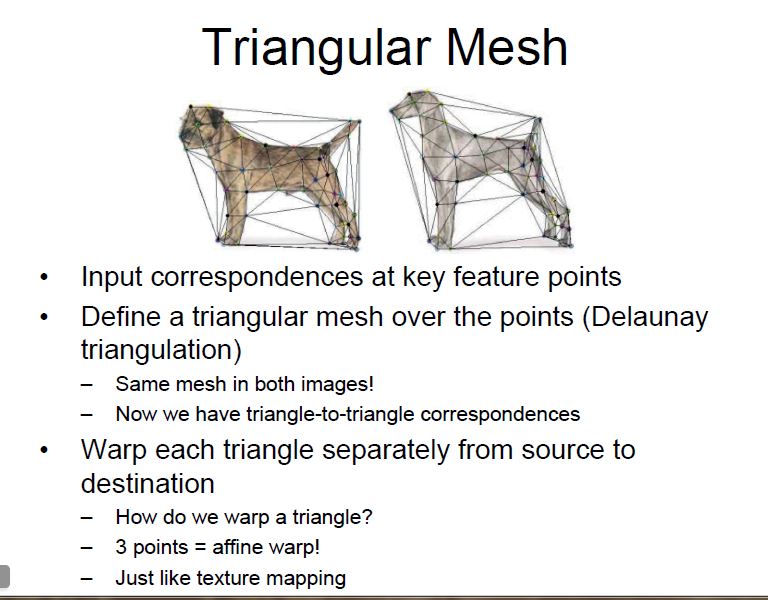 Triangular Mesh
• Input correspondences at key feature points
• Define a triangular mesh over the points (Delaunay
triangulation)
– Same mesh in both images!
– Now we have triangle-to-triangle correspondences
• Warp each triangle separately from source to
destination
– How do we warp a triangle?
– 3 points = affine warp!
– Just like texture mapping